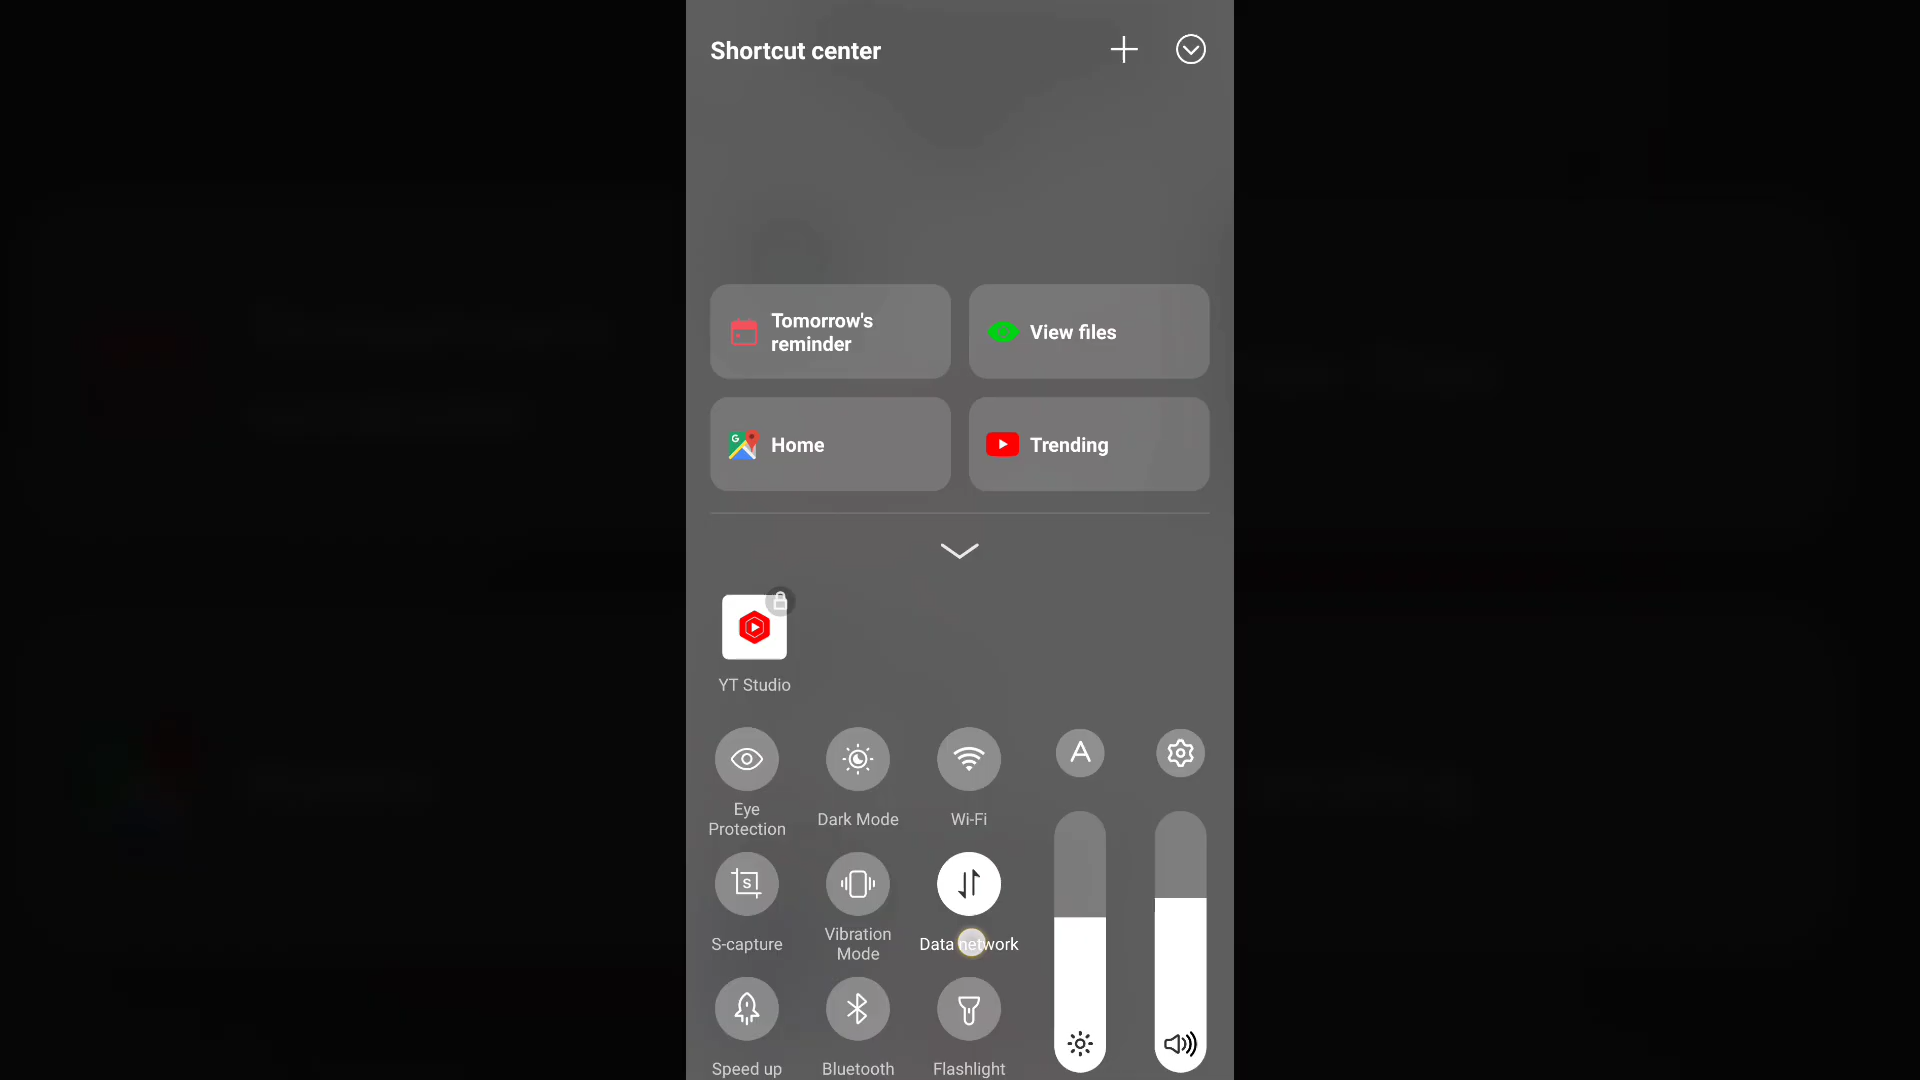 Shortcut center
Tomorrow's
reminder
View files
Home
Trending
YT Studio
Eye
Protection
Dark Mode
Wi-Fi
S-capture
Vibration
Mode
Data network
Speed up
Bluetooth
Flashlight